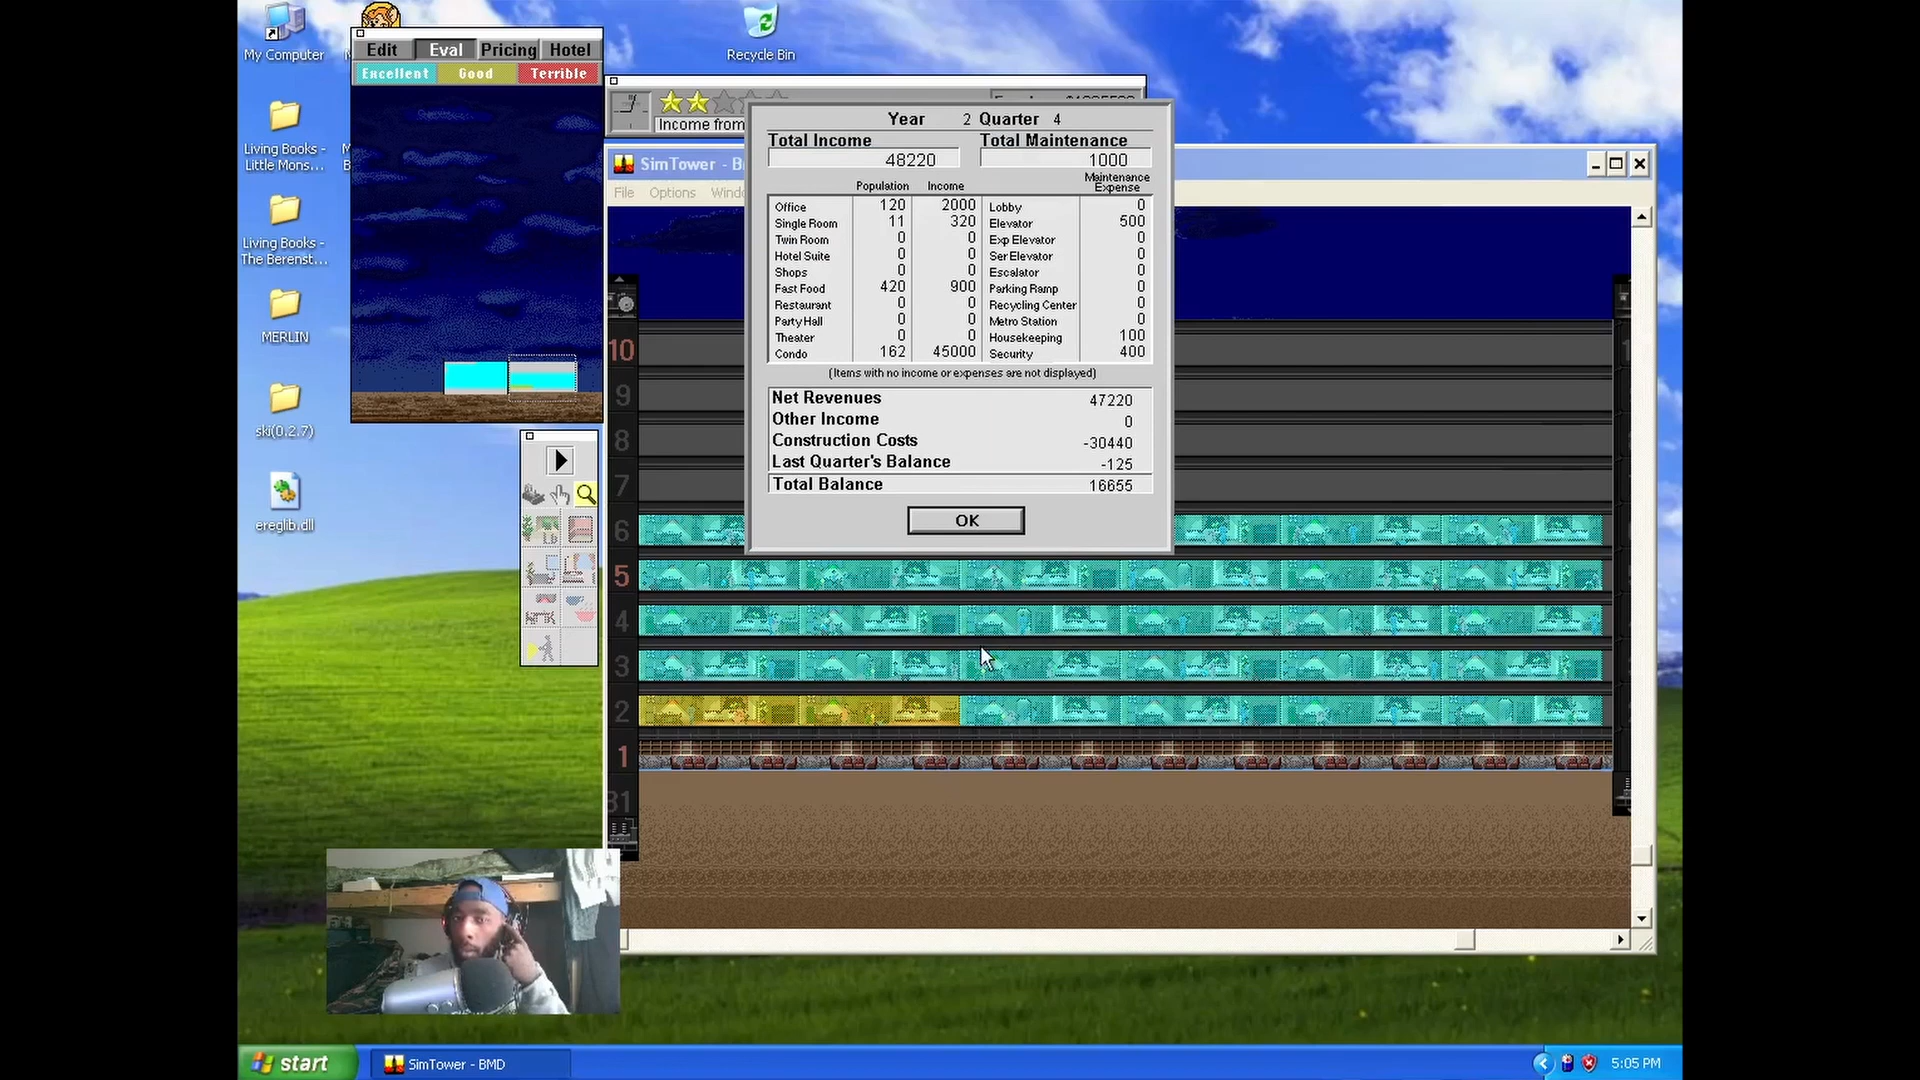 My Computer
Recycle Bin
Edit Eval Pricing Hotel
Excellent Good Terrible
Living Books -
Little Mons...
Living Books -
The Berenst...
MERLIN
ski(0.2.7)
ereglib.dll
Income from
SimTower - B
File Options Windo
Year 2 Quarter 4
Total Income Total Maintenance
48220 1000
Population Income Maintenance Expense
Office 120 2000 Lobby 0
Single Room 11 320 Elevator 500
Twin Room 0 0 Exp Elevator 0
Hotel Suite 0 0 Ser Elevator 0
Shops 0 0 Escalator 0
Fast Food 420 900 Parking Ramp 0
Restaurant 0 0 Recycling Center 0
Party Hall 0 0 Metro Station 0
Theater 0 0 Housekeeping 100
Condo 162 45000 Security 400
(Items with no income or expenses are not displayed)
Net Revenues 47220
Other Income 0
Construction Costs -30440
Last Quarter's Balance -125
Total Balance 16655
OK
10
9
8
7
6
5
4
3
2
1
start
SimTower - BMD
5:05 PM